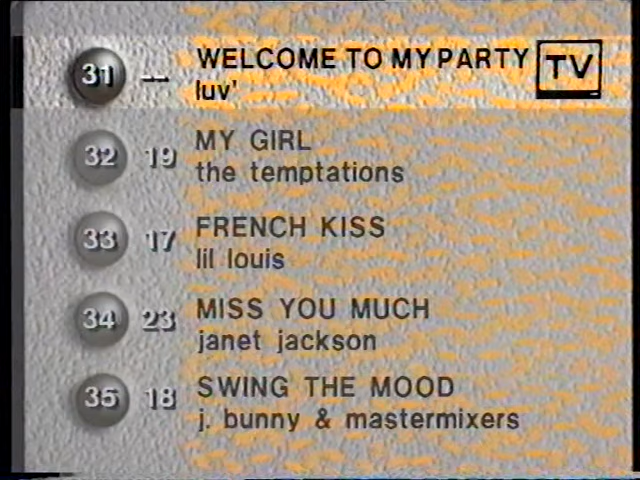 31 -- WELCOME TO MY PARTY TV
luv'
32 19 MY GIRL
the temptations
33 17 FRENCH KISS
lil louis
34 23 MISS YOU MUCH
janet jackson
35 18 SWING THE MOOD
j. bunny & mastermixers